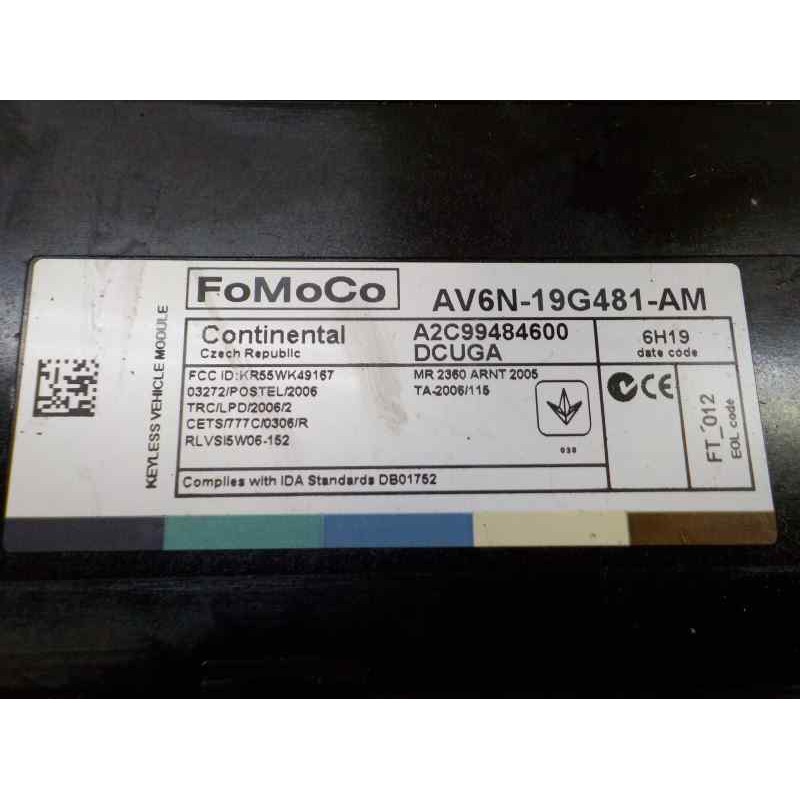 FoMoCo
AV6N-19G481-AM
KEYLESS VEHICLE MODULE
Continental
Czech Republic
A2C99484600
DCUGA
6H19
date code
FCC ID:KR55WK49167
03272/POSTEL/2006
TRC/LPD/2006/2
CETS/777C/0306/R
RLVSI5W06-152
MR 2360 ARNT 2005
TA-2006/115
038
CE
FT_012
EOL code
Complies with IDA Standards DB01752